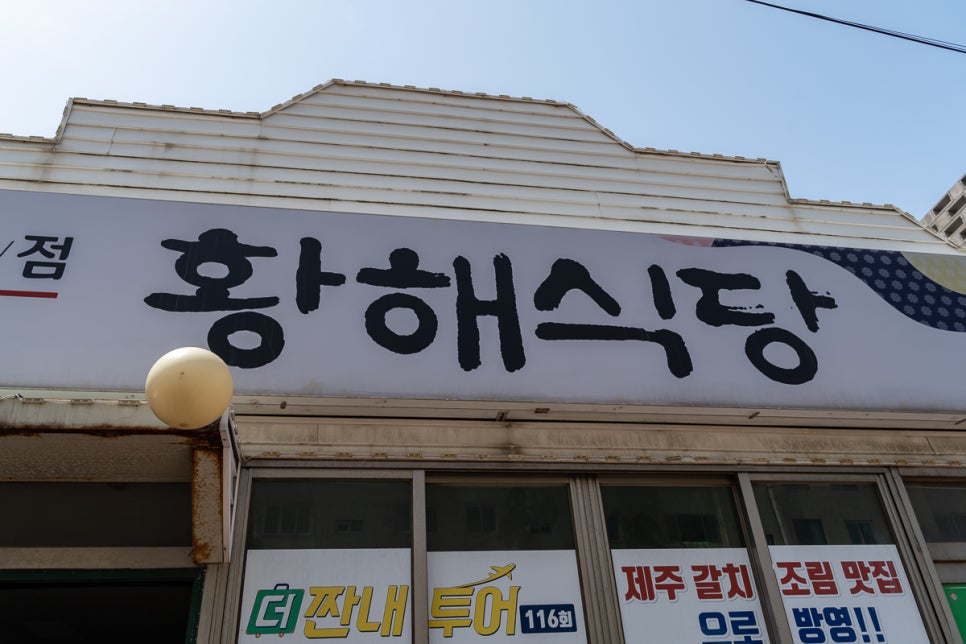 점
황해식당
더 짠내투어 116회
제주 갈치 조림 맛집
으로 방영!!